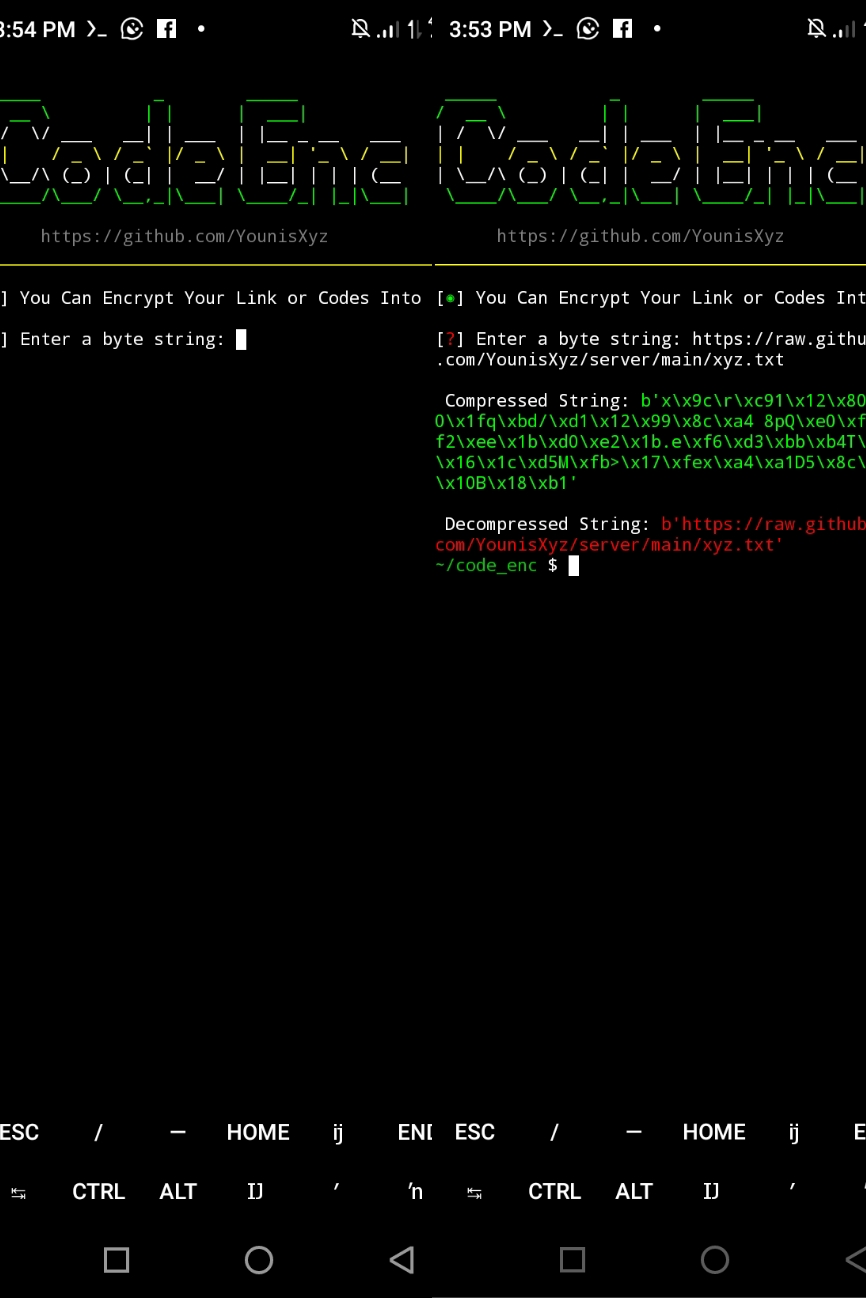 3:54 PM
https://github.com/YounisXyz
] You Can Encrypt Your Link or Codes Into
] Enter a byte string:
ESC / — HOME ij END
CTRL ALT IJ ʹ ŉ
3:53 PM
https://github.com/YounisXyz
[◉] You Can Encrypt Your Link or Codes Int
[?] Enter a byte string: https://raw.githu
.com/YounisXyz/server/main/xyz.txt
Compressed String: b'x\x9c\r\xc91\x12\x80
0\x1fq\xbd/\xd1\x12\x99\x8c\xa4 8pQ\xe0\xf
f2\xee\x1b\xd0\xe2\x1b.e\xf6\xd3\xbb\xb4T\
\x16\x1c\xd5M\xfb>\x17\xfex\xa4\xa1D5\x8c\
\x10B\x18\xb1'
Decompressed String: b'https://raw.github
com/YounisXyz/server/main/xyz.txt'
~/code_enc $
ESC / — HOME ij E
CTRL ALT IJ ʹ